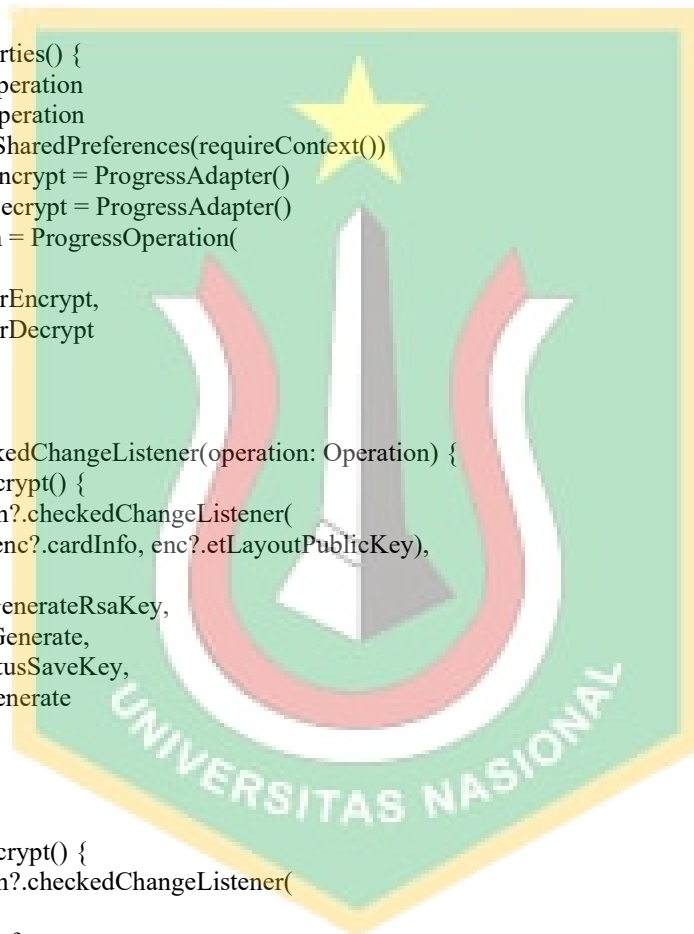 rties() {
peration
peration
SharedPreferences(requireContext())
ncrypt = ProgressAdapter()
ecrypt = ProgressAdapter()
n = ProgressOperation(
rEncrypt,
rDecrypt
kedChangeListener(operation: Operation) {
crypt() {
n?.checkedChangeListener(
enc?.cardInfo, enc?.etLayoutPublicKey),
GenerateRsaKey,
Generate,
tusSaveKey,
enerate
crypt() {
n?.checkedChangeListener(
UNIVERSITAS NASIONAL